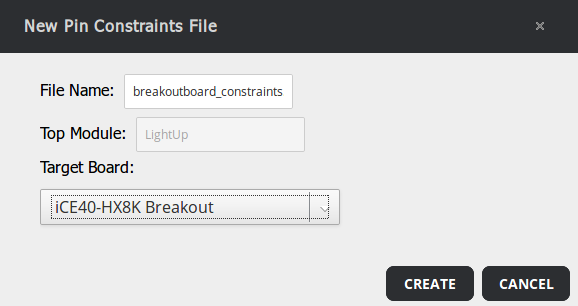 New Pin Constraints File
File Name: breakoutboard_constraints
Top Module: LightUp
Target Board:
iCE40-HX8K Breakout
CREATE CANCEL